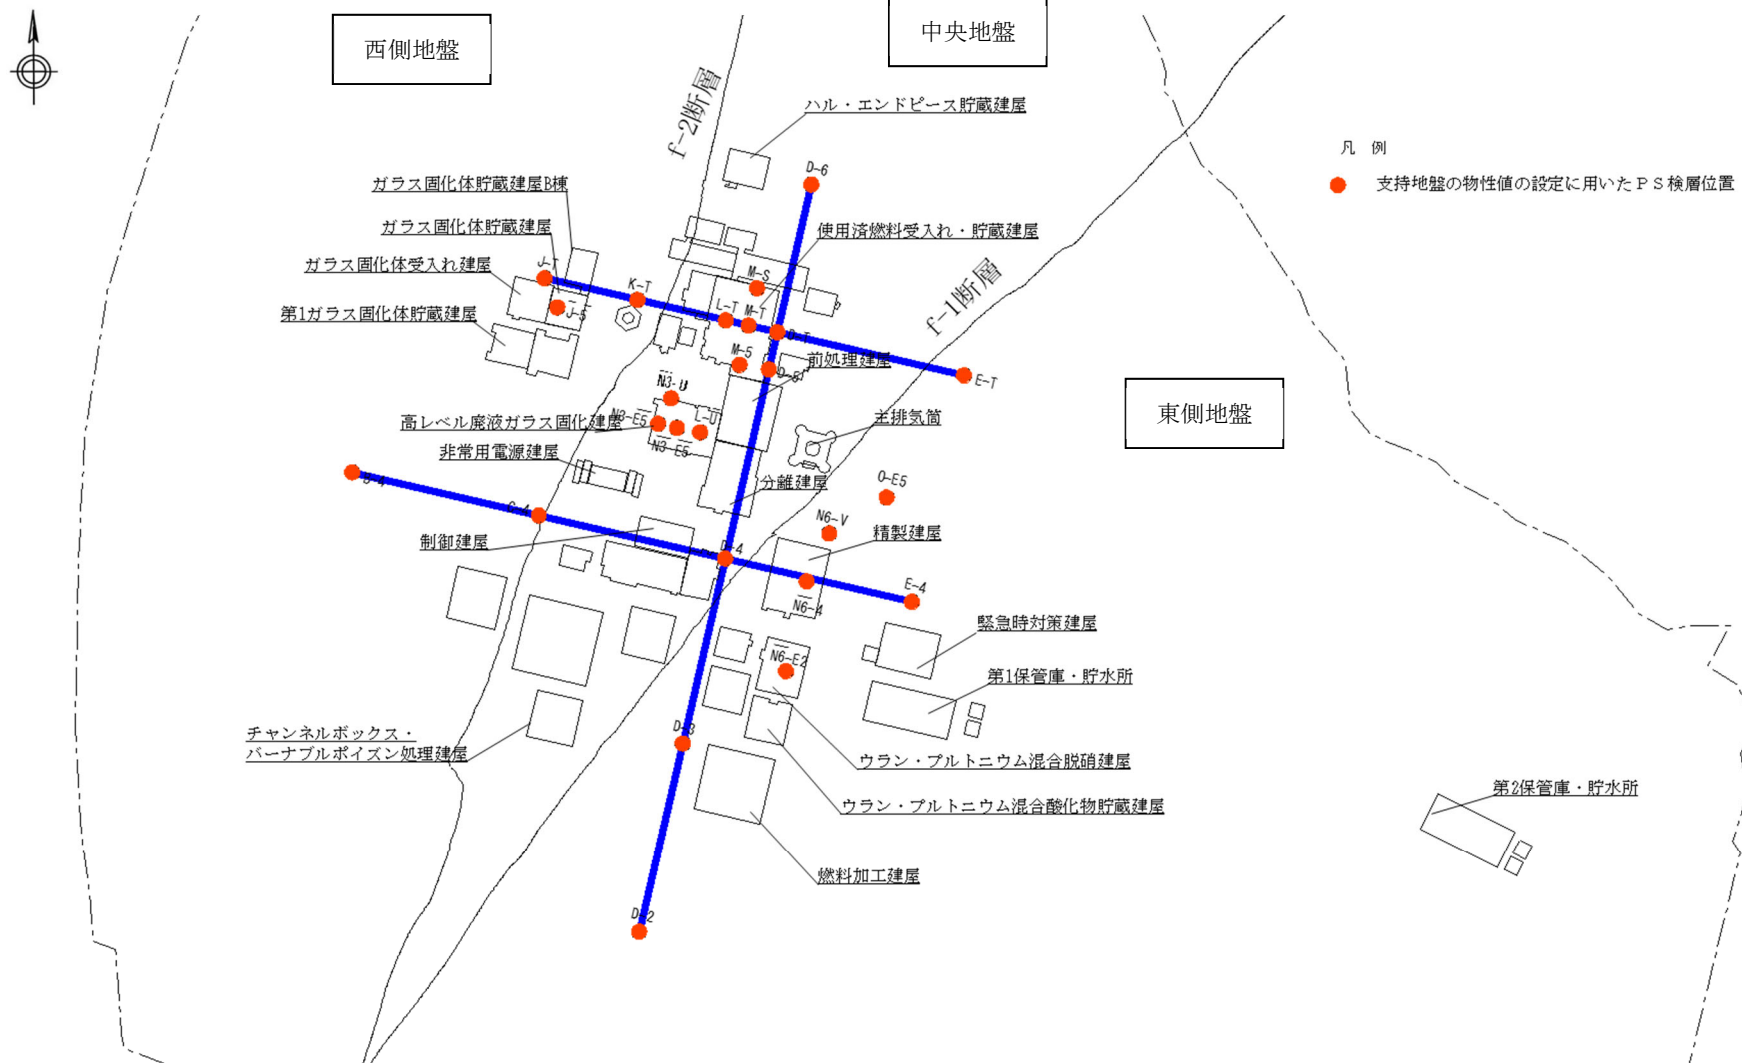 西側地盤
中央地盤
f-2断層
ハル・エンドピース貯蔵建屋
凡 例
支持地盤の物性値の設定に用いたPS検層位置
D-6
ガラス固化体貯蔵建屋B棟
ガラス固化体貯蔵建屋
使用済燃料受入れ・貯蔵建屋
ガラス固化体受入れ建屋
J-T
M-S
K-T
f-1断層
第1ガラス固化体貯蔵建屋
J-5
L-T
M-T
D-T
M-5
前処理建屋
D-5
E-T
N3-U
東側地盤
高レベル廃液ガラス固化建屋
N3-E5
L-U
主排気筒
N3-E5
非常用電源建屋
B-4
分離建屋
O-E5
C-4
N6-V
精製建屋
制御建屋
D-4
E-4
N6-4
緊急時対策建屋
N6-E2
第1保管庫・貯水所
D-3
チャンネルボックス・
バーナブルポイズン処理建屋
ウラン・プルトニウム混合脱硝建屋
第2保管庫・貯水所
ウラン・プルトニウム混合酸化物貯蔵建屋
燃料加工建屋
D-2